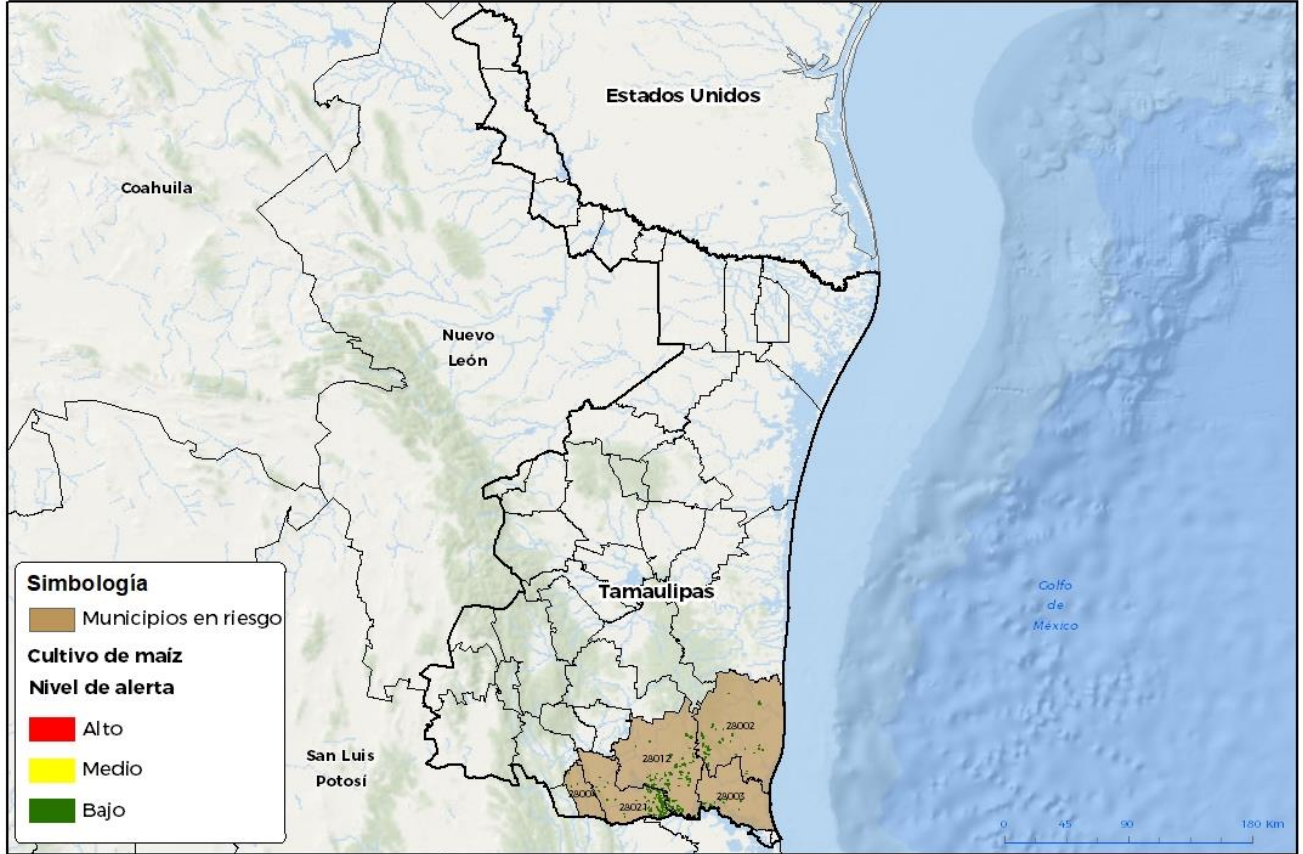 Estados Unidos
Coahuila
Nuevo
León
Tamaulipas
Golfo
de
México
San Luis
Potosí
28002
28012
28003
28021
Simbología
Municipios en riesgo
Cultivo de maíz
Nivel de alerta
Alto
Medio
Bajo
0 45 90 180 Km